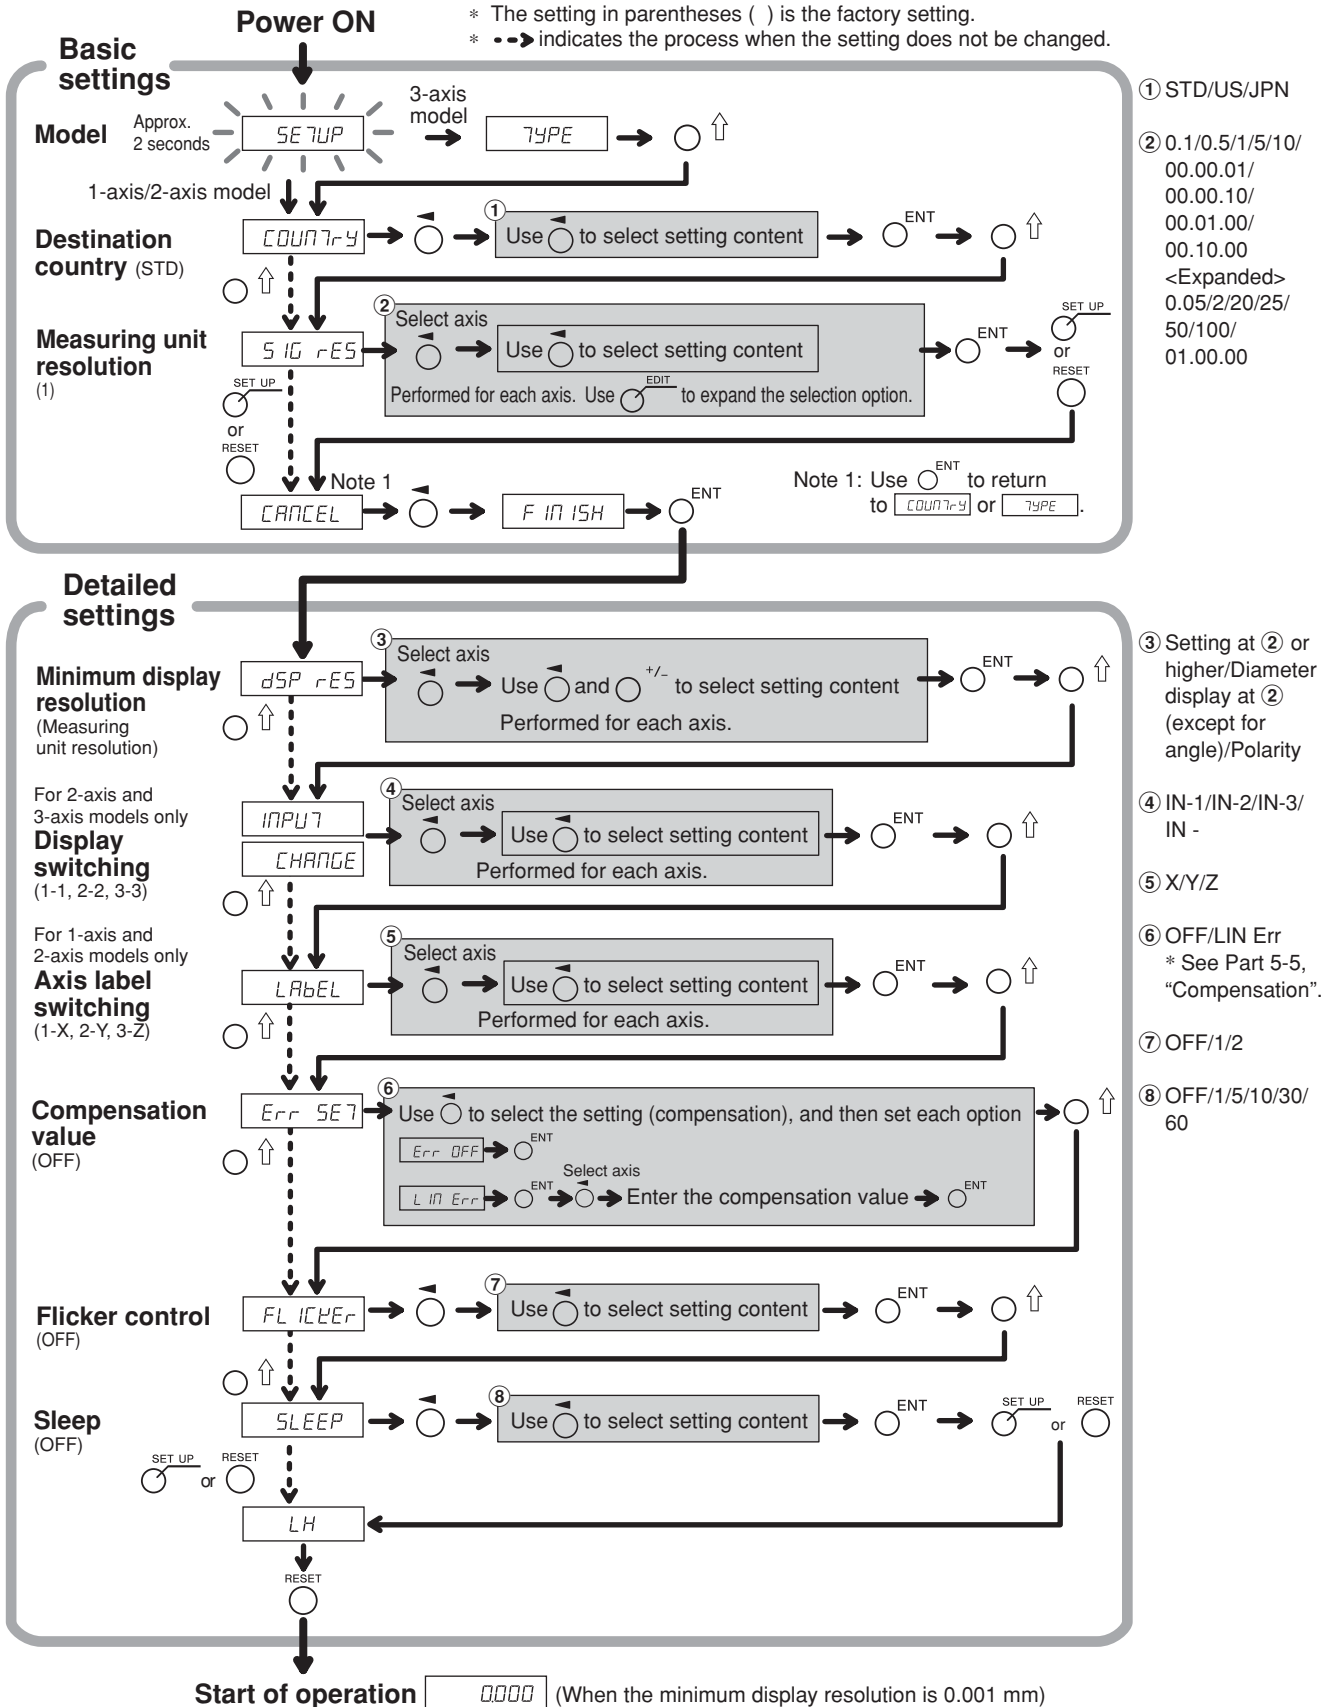 Power ON
* The setting in parentheses ( ) is the factory setting.
* indicates the process when the setting does not be changed.
Basic
settings
Model
Approx.
2 seconds
SETUP
3-axis
model
TYPE
1-axis/2-axis model
Destination
country (STD)
COUNTrY
1
Use to select setting content
ENT
Measuring unit
resolution
(1)
SIG rES
2
Select axis
Use to select setting content
Performed for each axis. Use EDIT to expand the selection option.
ENT
SET UP
or
RESET
SET UP
or
RESET
Note 1
CANCEL
FINISH
ENT
Note 1: Use ENT to return
to COUNTrY or TYPE .
1 STD/US/JPN
2 0.1/0.5/1/5/10/
00.00.01/
00.00.10/
00.01.00/
00.10.00
<Expanded>
0.05/2/20/25/
50/100/
01.00.00
Detailed
settings
Minimum display
resolution
(Measuring
unit resolution)
dSP rES
3
Select axis
Use and +/- to select setting content
Performed for each axis.
ENT
For 2-axis and
3-axis models only
Display
switching
(1-1, 2-2, 3-3)
INPUT
CHANGE
4
Select axis
Use to select setting content
Performed for each axis.
ENT
For 1-axis and
2-axis models only
Axis label
switching
(1-X, 2-Y, 3-Z)
LAbEL
5
Select axis
Use to select setting content
Performed for each axis.
ENT
Compensation
value
(OFF)
Err SET
6
Use to select the setting (compensation), and then set each option
Err OFF
ENT
LIN Err
ENT
Select axis
Enter the compensation value
ENT
Flicker control
(OFF)
FLICKEr
7
Use to select setting content
ENT
Sleep
(OFF)
SLEEP
8
Use to select setting content
ENT
SET UP
or
RESET
SET UP
or
RESET
LH
RESET
3 Setting at 2 or
higher/Diameter
display at 2
(except for
angle)/Polarity
4 IN-1/IN-2/IN-3/
IN -
5 X/Y/Z
6 OFF/LIN Err
* See Part 5-5,
“Compensation”.
7 OFF/1/2
8 OFF/1/5/10/30/
60
Start of operation 0.000 (When the minimum display resolution is 0.001 mm)